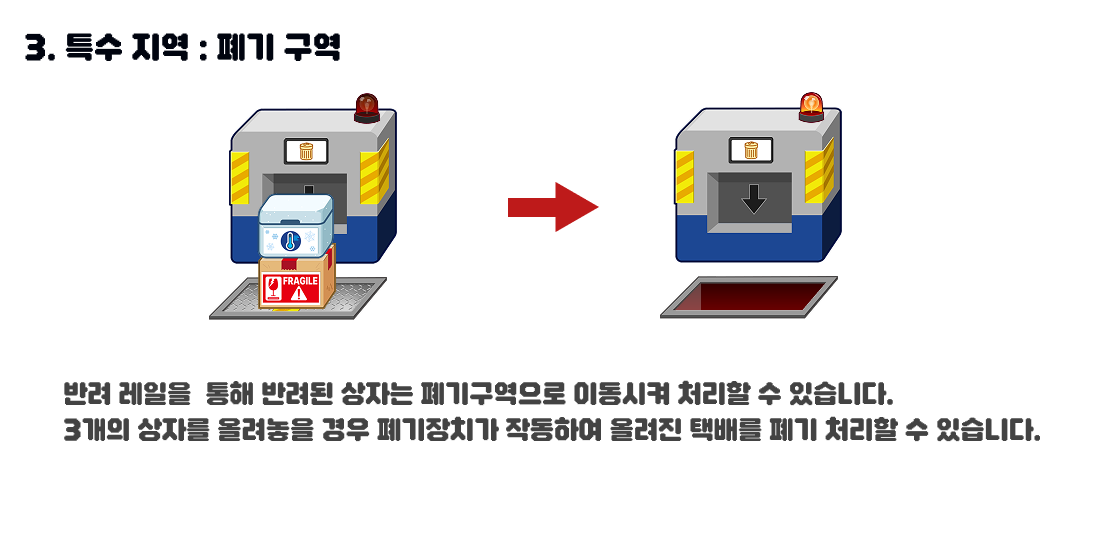 3. 특수 지역 : 폐기 구역
FRAGILE
반려 레일을 통해 반려된 상자는 폐기구역으로 이동시켜 처리할 수 있습니다.
3개의 상자를 올려놓을 경우 폐기장치가 작동하여 올려진 택배를 폐기 처리할 수 있습니다.